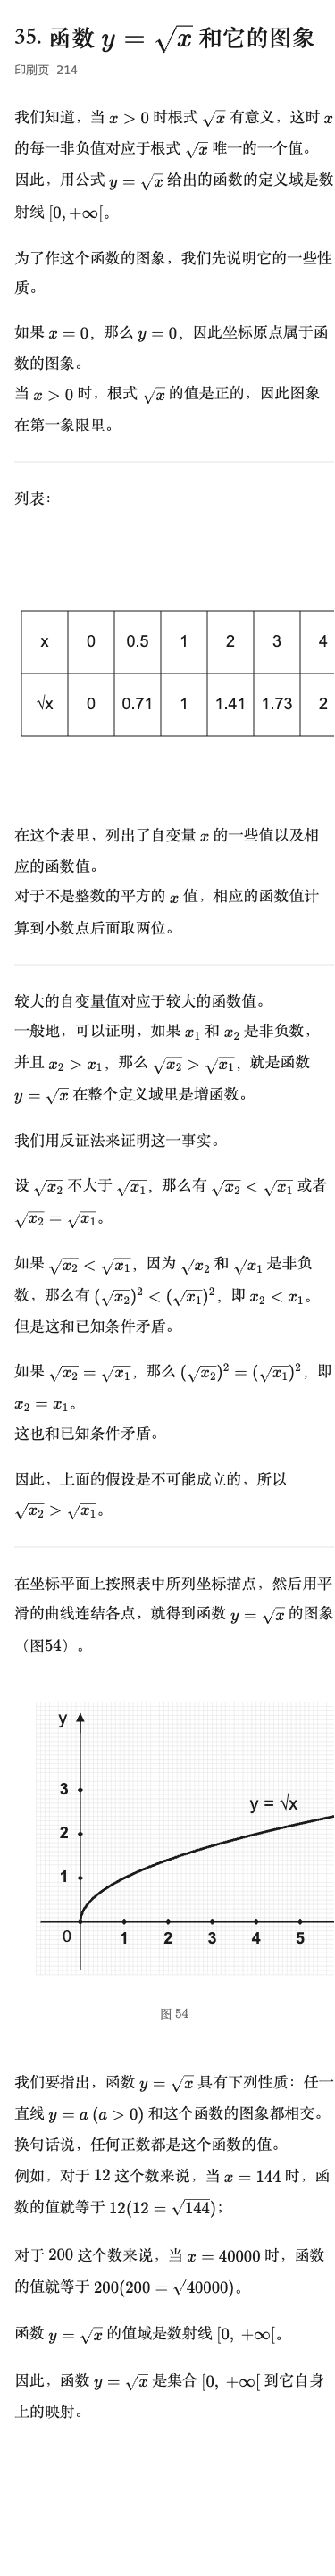 35. 函数 y = √x 和它的图象
印刷页 214
我们知道，当 x > 0 时根式 √x 有意义，这时 x
的每一非负值对应于根式 √x 唯一的一个值。
因此，用公式 y = √x 给出的函数的定义域是数
射线 [0, +∞[。
为了作这个函数的图象，我们先说明它的一些性
质。
如果 x = 0，那么 y = 0，因此坐标原点属于函
数的图象。
当 x > 0 时，根式 √x 的值是正的，因此图象
在第一象限里。
列表：
x 0 0.5 1 2 3 4
√x 0 0.71 1 1.41 1.73 2
在这个表里，列出了自变量 x 的一些值以及相
应的函数值。
对于不是整数的平方的 x 值，相应的函数值计
算到小数点后面取两位。
较大的自变量值对应于较大的函数值。
一般地，可以证明，如果 x₁ 和 x₂ 是非负数，
并且 x₂ > x₁，那么 √x₂ > √x₁，就是函数
y = √x 在整个定义域里是增函数。
我们用反证法来证明这一事实。
设 √x₂ 不大于 √x₁，那么有 √x₂ < √x₁ 或者
√x₂ = √x₁。
如果 √x₂ < √x₁，因为 √x₂ 和 √x₁ 是非负
数，那么有 (√x₂)² < (√x₁)²，即 x₂ < x₁。
但是这和已知条件矛盾。
如果 √x₂ = √x₁，那么 (√x₂)² = (√x₁)²，即
x₂ = x₁。
这也和已知条件矛盾。
因此，上面的假设是不可能成立的，所以
√x₂ > √x₁。
在坐标平面上按照表中所列坐标描点，然后用平
滑的曲线连结各点，就得到函数 y = √x 的图象
（图54）。
y
3
y = √x
2
1
0 1 2 3 4 5
图 54
我们要指出，函数 y = √x 具有下列性质：任一
直线 y = a (a > 0) 和这个函数的图象都相交。
换句话说，任何正数都是这个函数的值。
例如，对于 12 这个数来说，当 x = 144 时，函
数的值就等于 12(12 = √144)；
对于 200 这个数来说，当 x = 40000 时，函数
的值就等于 200(200 = √40000)。
函数 y = √x 的值域是数射线 [0, +∞[。
因此，函数 y = √x 是集合 [0, +∞[ 到它自身
上的映射。